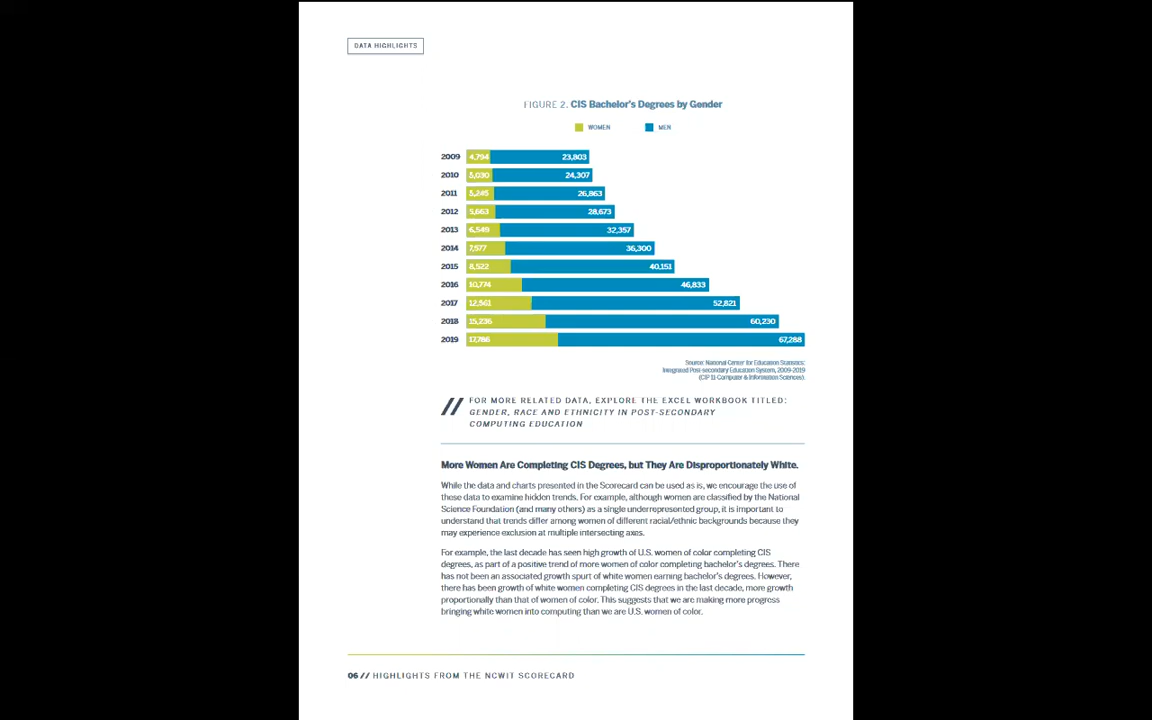 DATA HIGHLIGHTS
FIGURE 2. CIS Bachelor's Degrees by Gender
WOMEN MEN
2009 4,794 23,803
2010 5,030 24,307
2011 5,245 26,863
2012 5,663 28,673
2013 6,549 32,357
2014 7,577 36,300
2015 8,522 40,151
2016 10,774 46,833
2017 12,561 52,821
2018 15,236 60,230
2019 17,786 67,288
Source: National Center for Education Statistics;
Integrated Post-secondary Education System, 2009-2019
(CIP 11: Computer & Information Sciences).
// FOR MORE RELATED DATA, EXPLORE THE EXCEL WORKBOOK TITLED:
GENDER, RACE AND ETHNICITY IN POST-SECONDARY
COMPUTING EDUCATION
More Women Are Completing CIS Degrees, but They Are Disproportionately White.
While the data and charts presented in the Scorecard can be used as is, we encourage the use of
these data to examine hidden trends. For example, although women are classified by the National
Science Foundation (and many others) as a single underrepresented group, it is important to
understand that trends differ among women of different racial/ethnic backgrounds because they
may experience exclusion at multiple intersecting axes.
For example, the last decade has seen high growth of U.S. women of color completing CIS
degrees, as part of a positive trend of more women of color completing bachelor's degrees. There
has not been an associated growth spurt of white women earning bachelor's degrees. However,
there has been growth of white women completing CIS degrees in the last decade, more growth
proportionally than that of women of color. This suggests that we are making more progress
bringing white women into computing than we are U.S. women of color.
06 // HIGHLIGHTS FROM THE NCWIT SCORECARD